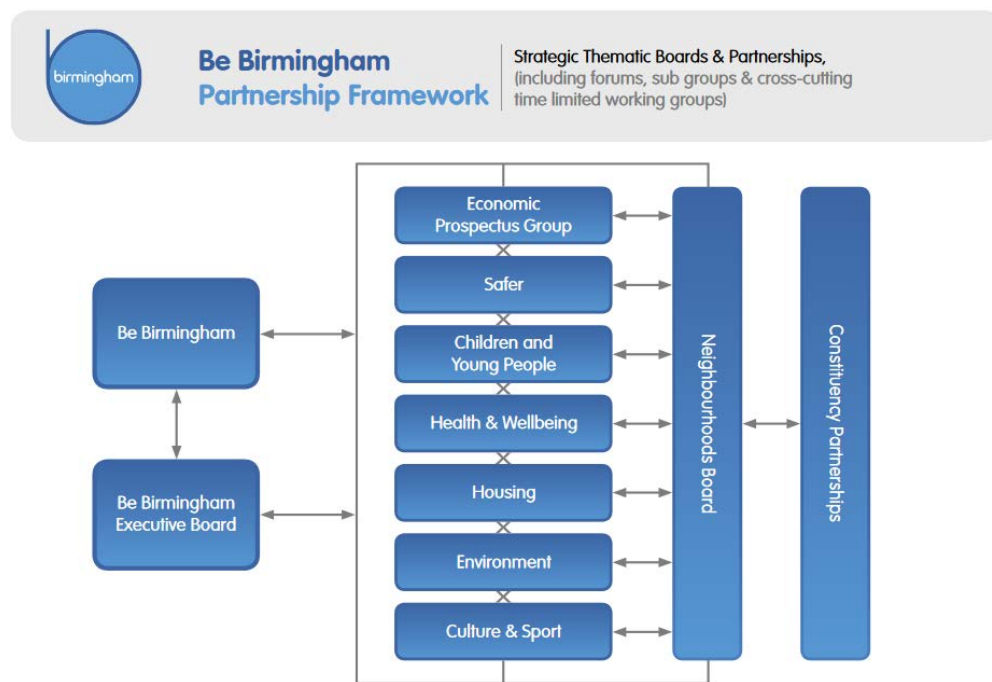 birmingham
Be Birmingham
Partnership Framework
Strategic Thematic Boards & Partnerships,
(including forums, sub groups & cross-cutting
time limited working groups)
Be Birmingham
Be Birmingham
Executive Board
Economic
Prospectus Group
Safer
Children and
Young People
Health & Wellbeing
Housing
Environment
Culture & Sport
Neighbourhoods Board
Constituency Partnerships